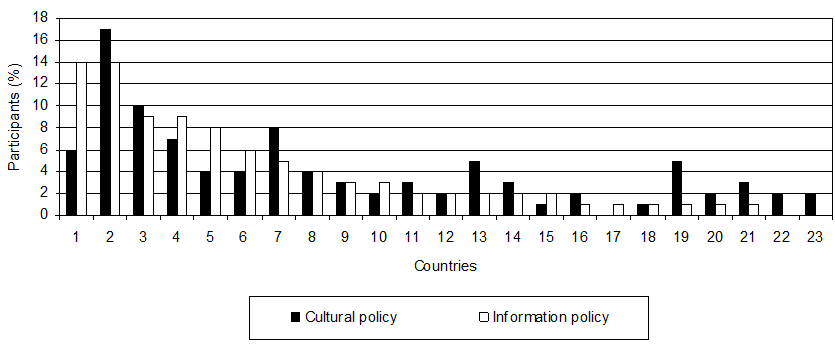 18
16
14
12
10
8
6
4
2
0
Participants (%)
1 2 3 4 5 6 7 8 9 10 11 12 13 14 15 16 17 18 19 20 21 22 23
Countries
Cultural policy Information policy